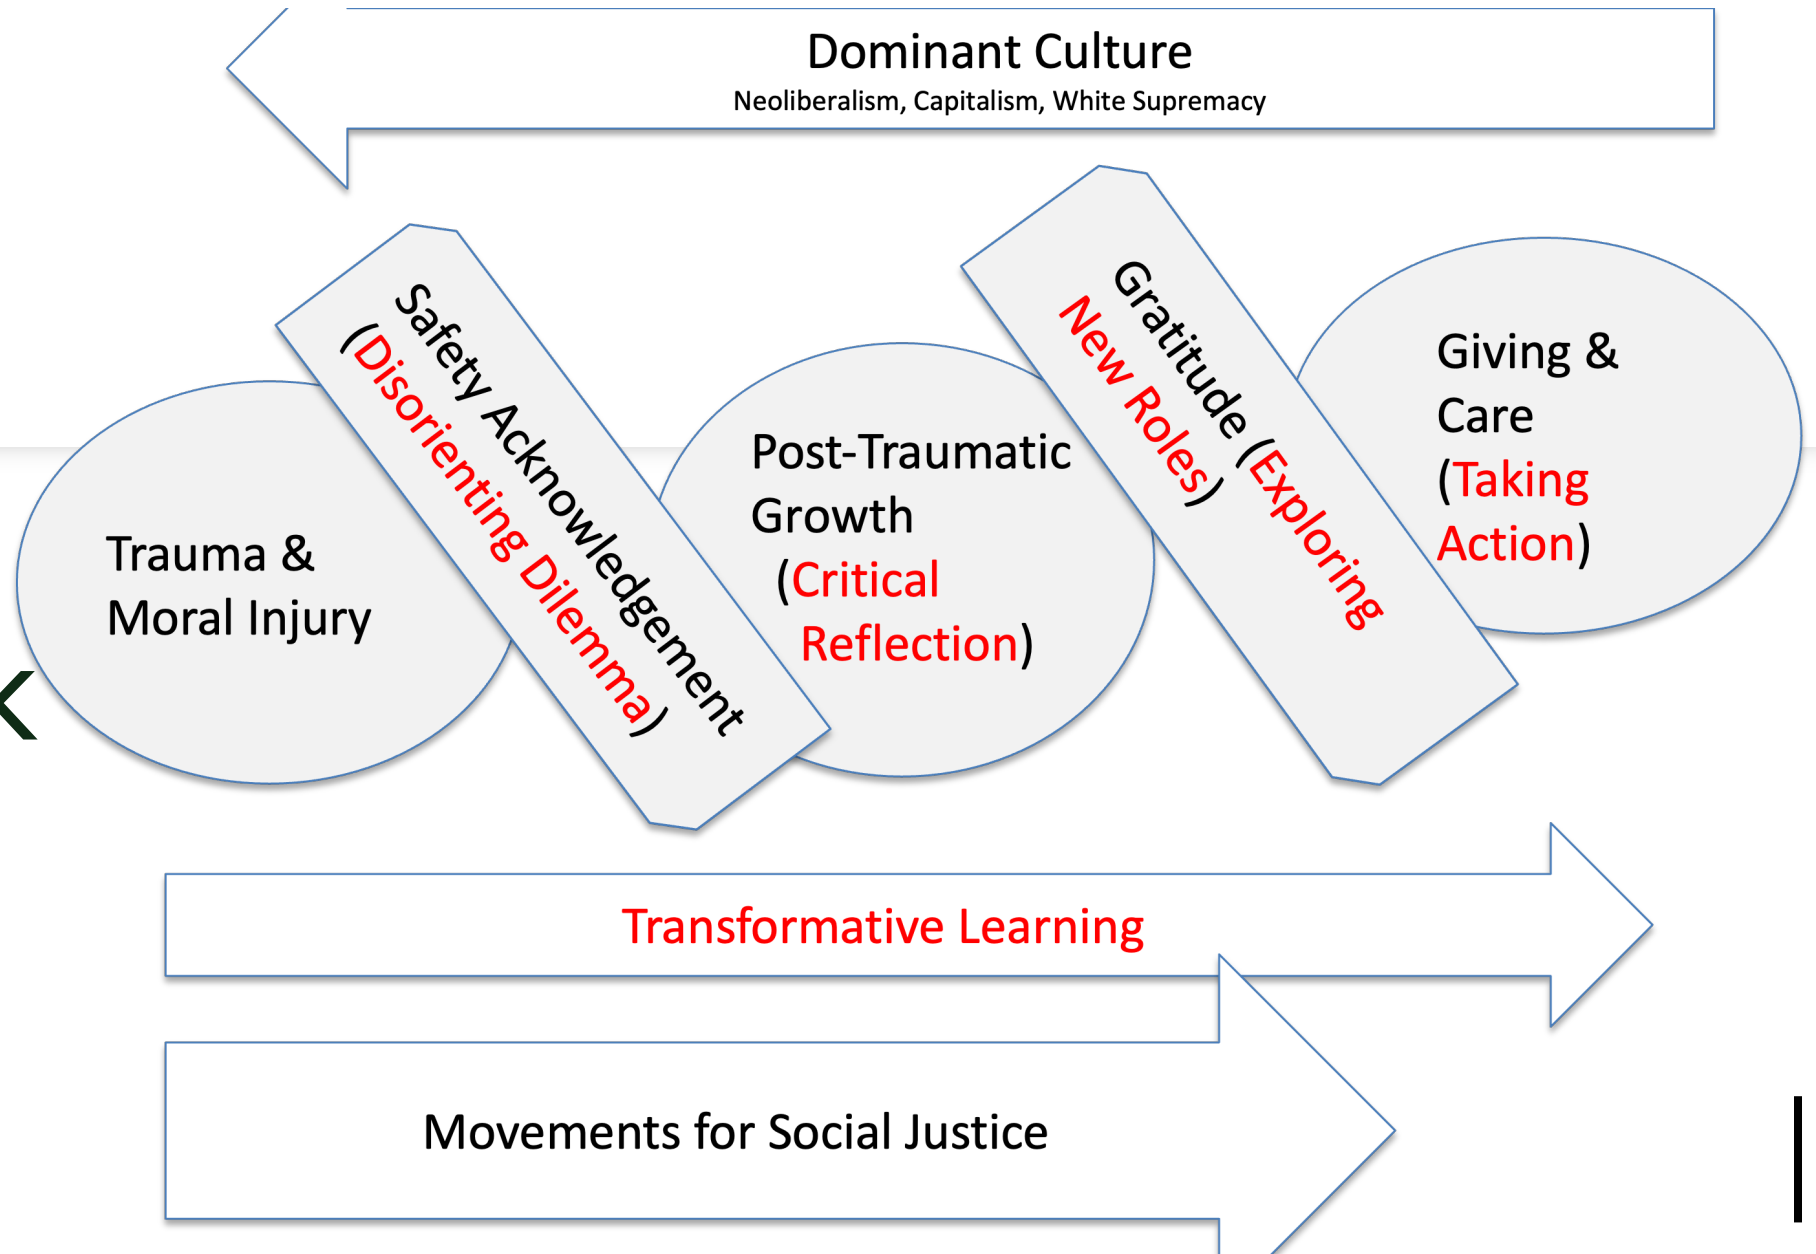 Dominant Culture
Neoliberalism, Capitalism, White Supremacy
Trauma &
Moral Injury
Safety Acknowledgement
(Disorienting Dilemma)
Post-Traumatic
Growth
(Critical
Reflection)
Gratitude (Exploring
New Roles)
Giving &
Care
(Taking
Action)
Transformative Learning
Movements for Social Justice